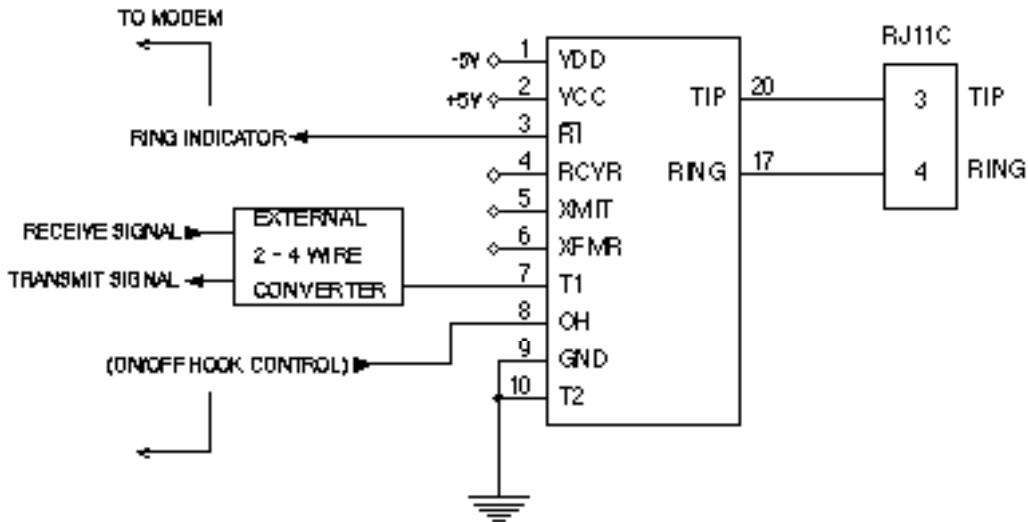 TO MODEM
RJ11C
-5V 1 VDD
+5V 2 VCC TIP 20 3 TIP
RING INDICATOR 3 RI
4 RCVR RING 17 4 RING
5 XMIT
6 XFMR
RECEIVE SIGNAL
TRANSMIT SIGNAL
EXTERNAL
2 - 4 WIRE
CONVERTER
7 T1
8 OH
(ON/OFF HOOK CONTROL)
9 GND
10 T2